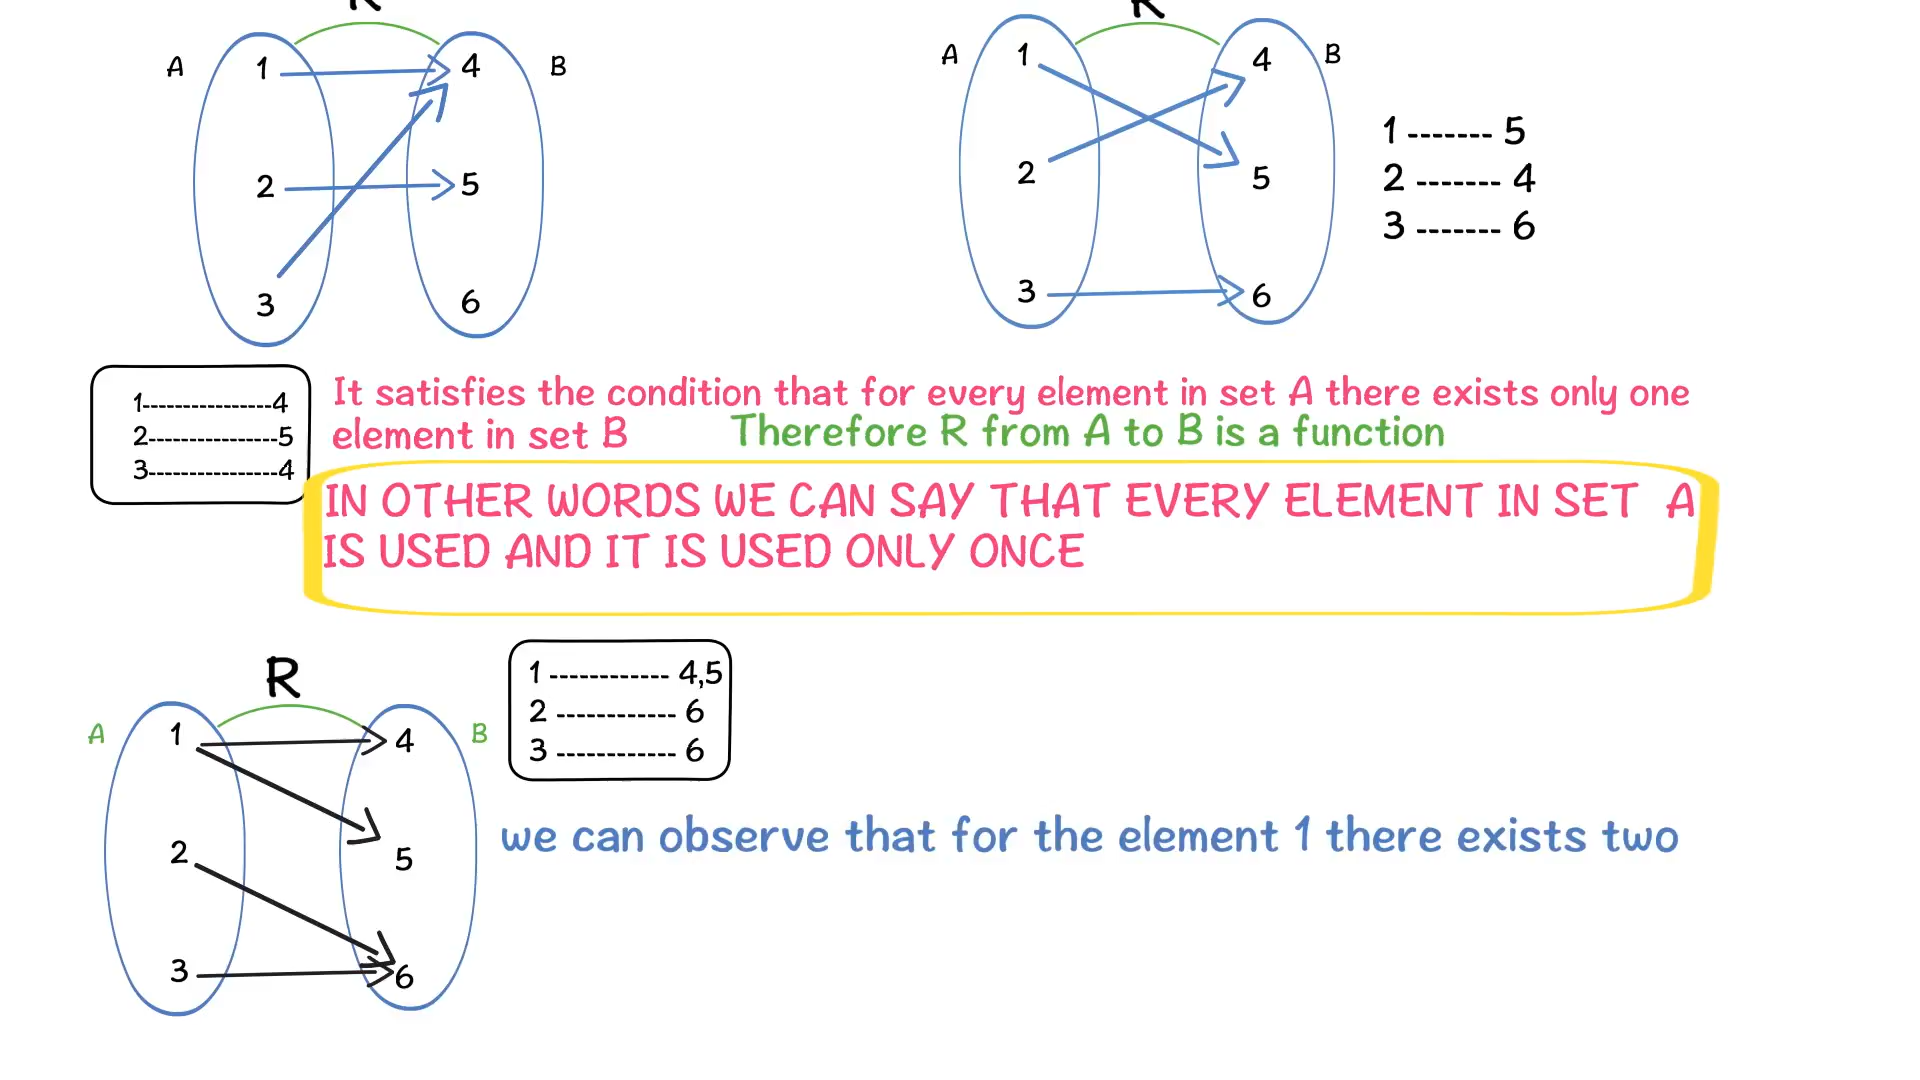 R
A 1 4 B
2 5
3 6
R
A 1 4 B
2 5
3 6
1 ------- 5
2 ------- 4
3 ------- 6
1----------------4
2----------------5
3----------------4
It satisfies the condition that for every element in set A there exists only one
element in set B
Therefore R from A to B is a function
IN OTHER WORDS WE CAN SAY THAT EVERY ELEMENT IN SET A
IS USED AND IT IS USED ONLY ONCE
R
A 1 4 B
2 5
3 6
1 ------------ 4,5
2 ------------ 6
3 ------------ 6
we can observe that for the element 1 there exists two